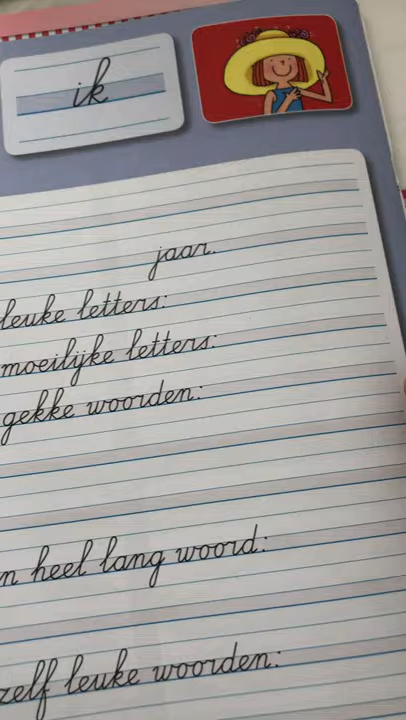 ik
jaar.
leuke letters:
moeilijke letters:
gekke woorden:
n heel lang woord:
zelf leuke woorden: